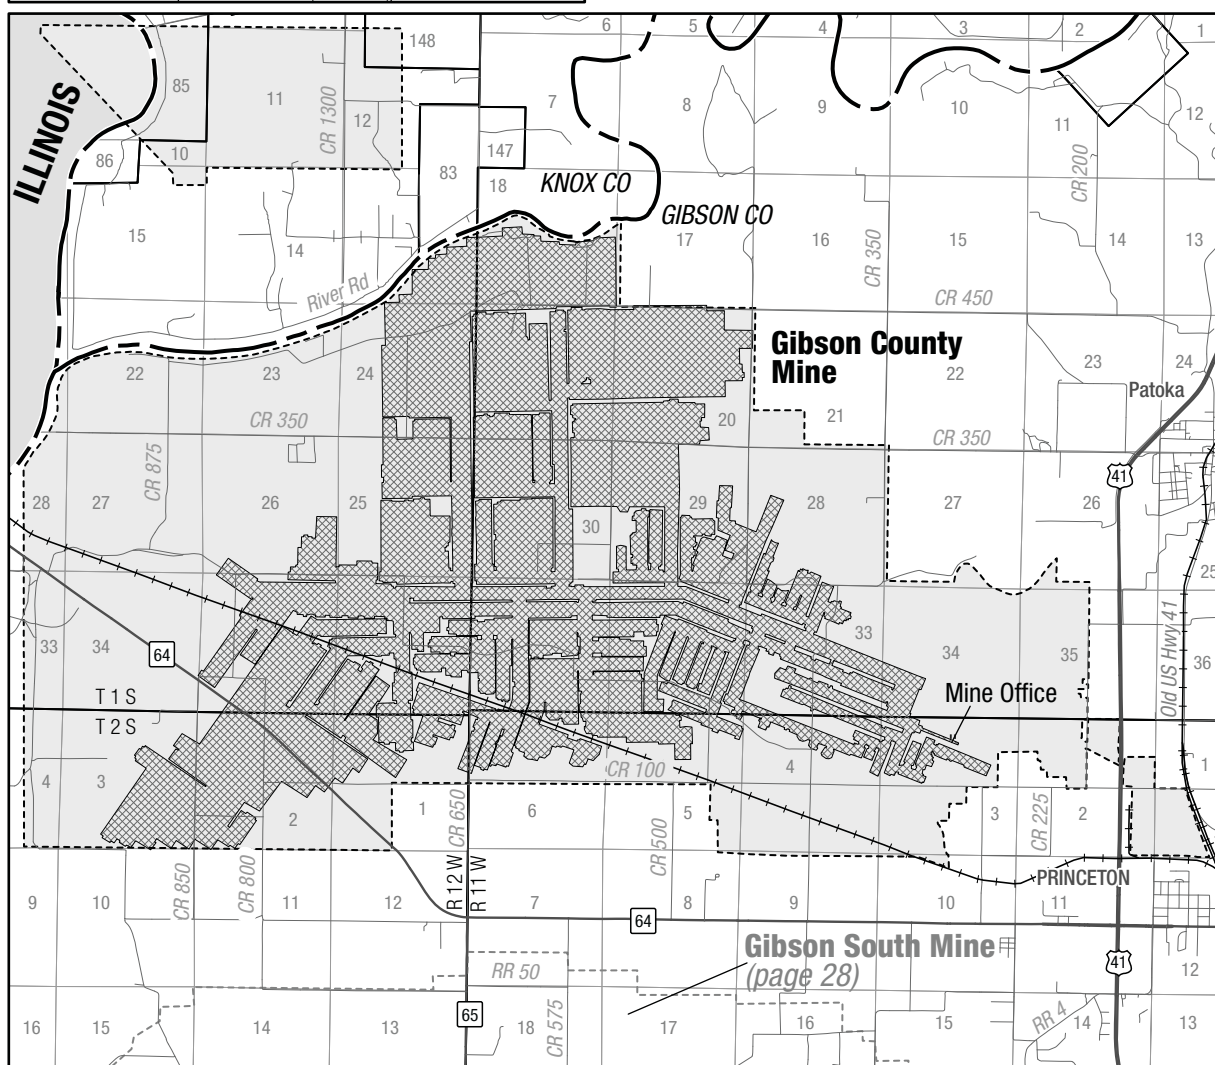 148
6
5
4
3
2
1
85
11
CR 1300
12
7
8
9
10
11
12
ILLINOIS
86
10
83
147
18
KNOX CO
GIBSON CO
CR 200
15
14
17
16
CR 350
15
14
13
River Rd
CR 450
Gibson County
Mine
22
23
24
20
21
22
23
24
Patoka
CR 350
CR 350
CR 875
41
28
27
26
25
30
29
28
27
26
25
33
34
64
33
34
35
36
Old US Hwy 41
T1S
T2S
Mine Office
4
3
2
1
CR 650
6
CR 100
5
4
3
CR 225
2
1
CR 500
PRINCETON
9
10
CR 850
CR 800
11
12
R12W
R11W
7
8
9
10
11
64
Gibson South Mine
(page 28)
RR 50
41
12
16
15
14
13
65
18
CR 575
17
16
15
RR 4
14
13